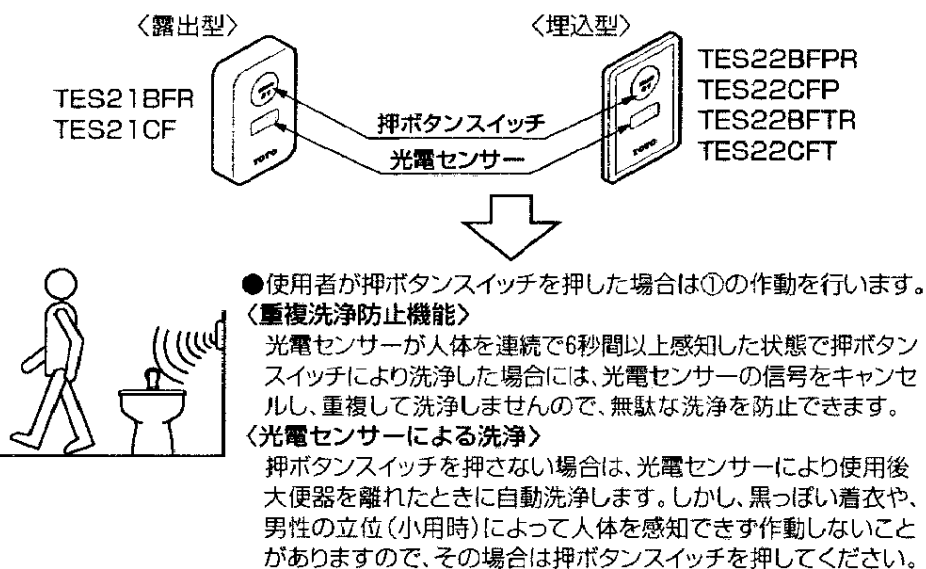 〈露出型〉
〈埋込型〉
TES21BFR
TES21CF
TES22BFPR
TES22CFP
TES22BFTR
TES22CFT
押ボタンスイッチ
光電センサー
TOTO
TOTO
●使用者が押ボタンスイッチを押した場合は①の作動を行います。
〈重複洗浄防止機能〉
光電センサーが人体を連続で6秒間以上感知した状態で押ボタン
スイッチにより洗浄した場合には、光電センサーの信号をキャンセ
ルし、重複して洗浄しませんので、無駄な洗浄を防止できます。
〈光電センサーによる洗浄〉
押ボタンスイッチを押さない場合は、光電センサーにより使用後
大便器を離れたときに自動洗浄します。しかし、黒っぽい着衣や、
男性の立位(小用時)によって人体を感知できず作動しないこと
がありますので、その場合は押ボタンスイッチを押してください。